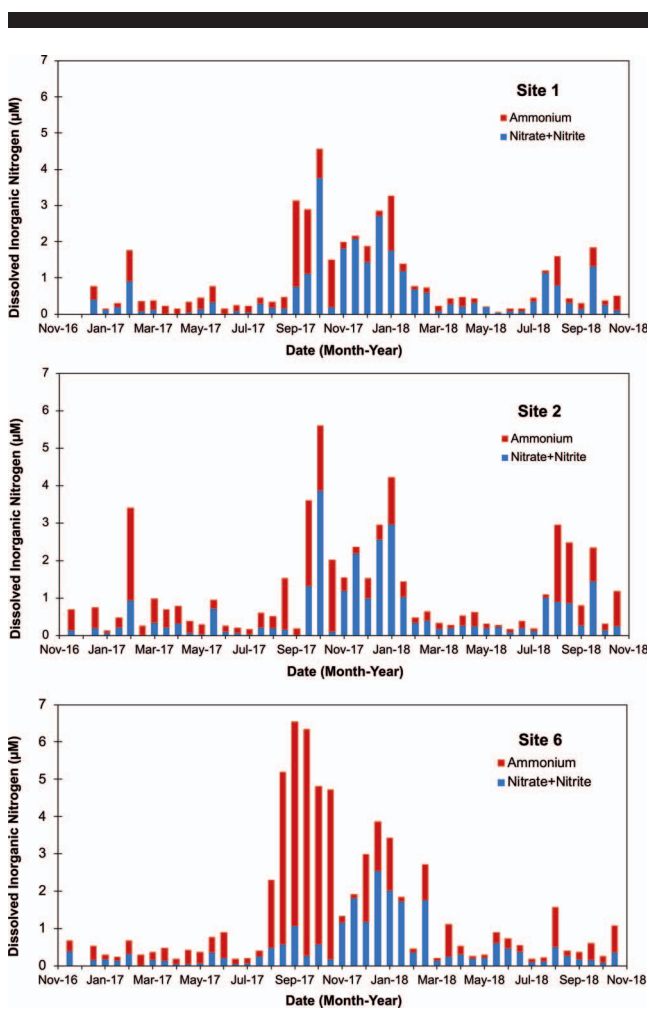 7
6
5
4
3
2
1
0
Dissolved Inorganic Nitrogen (µM)
Site 1
Ammonium
Nitrate+Nitrite
Nov-16 Jan-17 Mar-17 May-17 Jul-17 Sep-17 Nov-17 Jan-18 Mar-18 May-18 Jul-18 Sep-18 Nov-18
Date (Month-Year)
7
6
5
4
3
2
1
0
Dissolved Inorganic Nitrogen (µM)
Site 2
Ammonium
Nitrate+Nitrite
Nov-16 Jan-17 Mar-17 May-17 Jul-17 Sep-17 Nov-17 Jan-18 Mar-18 May-18 Jul-18 Sep-18 Nov-18
Date (Month-Year)
7
6
5
4
3
2
1
0
Dissolved Inorganic Nitrogen (µM)
Site 6
Ammonium
Nitrate+Nitrite
Nov-16 Jan-17 Mar-17 May-17 Jul-17 Sep-17 Nov-17 Jan-18 Mar-18 May-18 Jul-18 Sep-18 Nov-18
Date (Month-Year)